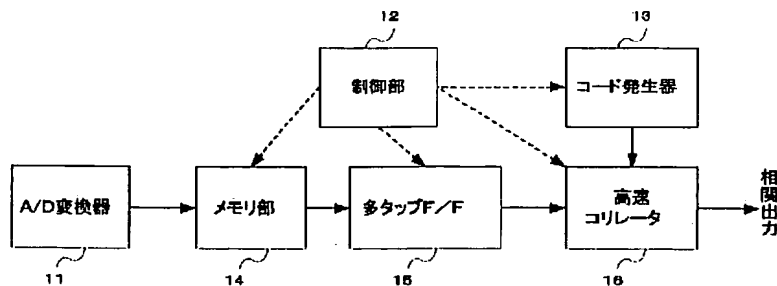 12
13
制御部
コード発生器
A/D変換器
メモリ部
多タップF/F
高速
コリレータ
相関出力
11
14
15
16